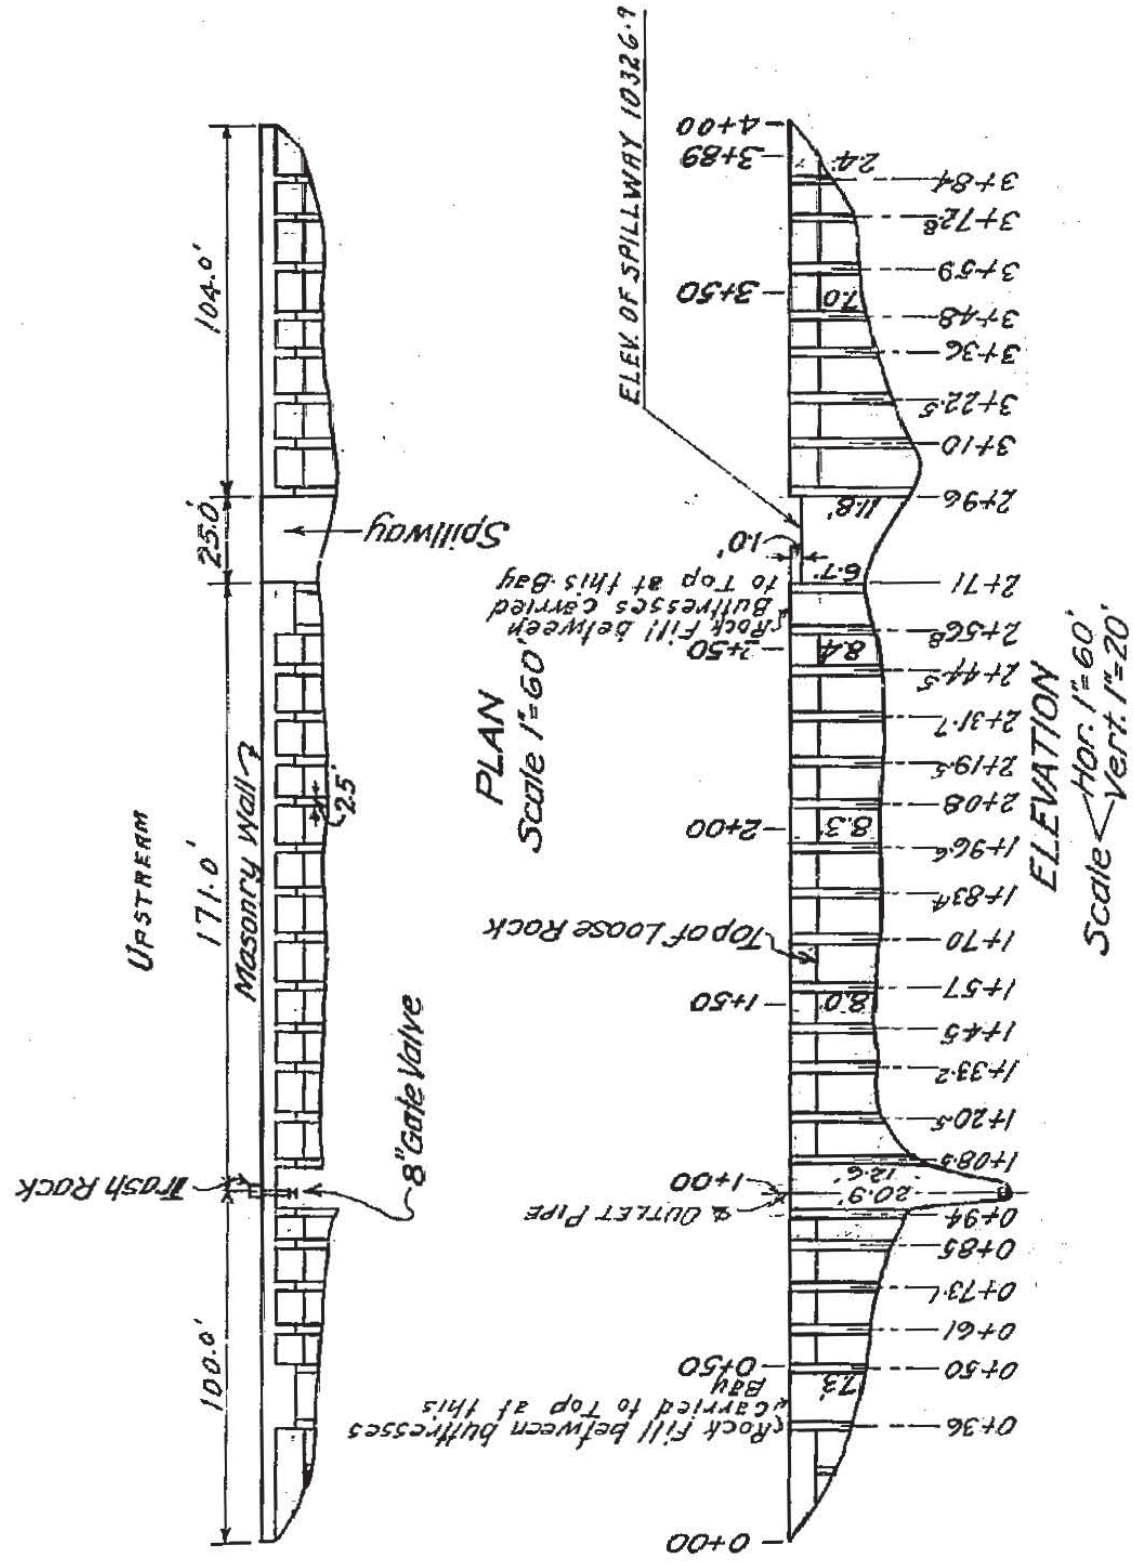 UPSTREAM
104.0'
25.0'
171.0'
100.0'
Masonry Wall
Spillway
2.5'
8" Gate Valve
Trash Rack
PLAN
Scale 1"=60'
ELEV. OF SPILLWAY 10326.9
1.0'
Rock Fill between
Buttresses carried
to Top at this Bay
Top of Loose Rock
℄ OUTLET PIPE
Rock Fill between buttresses
Carried to Top at this
Bay
0+00
0+50
1+00
1+50
2+00
2+50
3+50
3+89
4+00
7.3'
20.9'
12.6'
8.0'
8.3'
8.4'
6.7'
11.8'
7.0'
2.4'
0+36
0+50
0+61
0+73.1
0+85
0+94
1+08.5
1+20.5
1+33.2
1+45
1+57
1+70
1+83.4
1+96.6
2+08
2+19.5
2+31.7
2+44.5
2+56.8
2+71
2+96
3+10
3+22.5
3+36
3+48
3+59
3+72.8
3+84
ELEVATION
Scale Hor. 1"=60'
Vert. 1"=20'